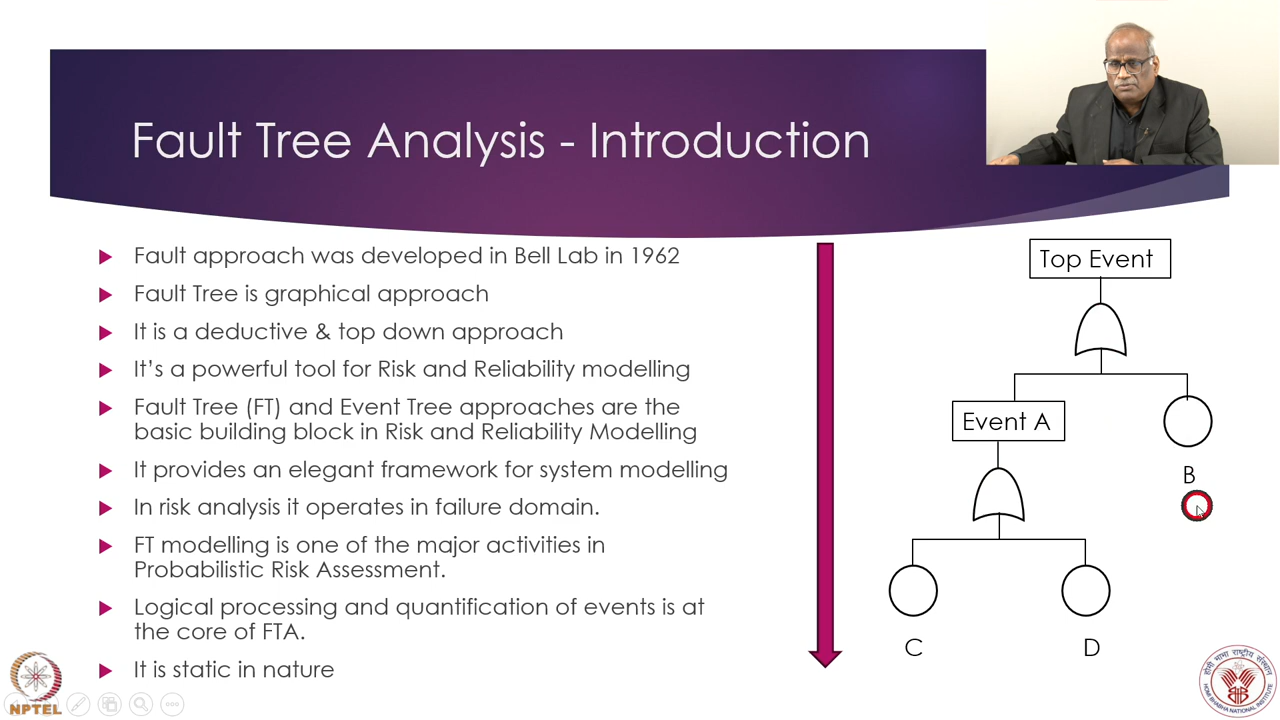 Fault Tree Analysis - Introduction
Fault approach was developed in Bell Lab in 1962
Fault Tree is graphical approach
It is a deductive & top down approach
It’s a powerful tool for Risk and Reliability modelling
Fault Tree (FT) and Event Tree approaches are the
basic building block in Risk and Reliability Modelling
It provides an elegant framework for system modelling
In risk analysis it operates in failure domain.
FT modelling is one of the major activities in
Probabilistic Risk Assessment.
Logical processing and quantification of events is at
the core of FTA.
It is static in nature
Top Event
Event A
B
C
D
NPTEL
होमी भाभा राष्ट्रीय संस्थान
HOMI BHABHA NATIONAL INSTITUTE